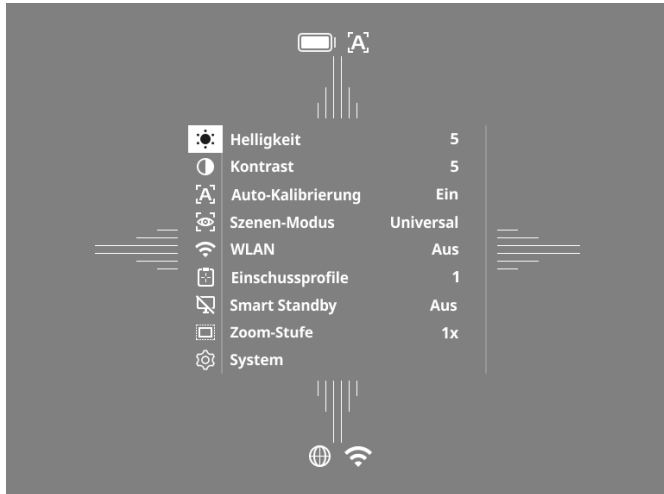 [A]
Helligkeit 5
Kontrast 5
[A] Auto-Kalibrierung Ein
Szenen-Modus Universal
WLAN Aus
Einschussprofile 1
Smart Standby Aus
Zoom-Stufe 1x
System